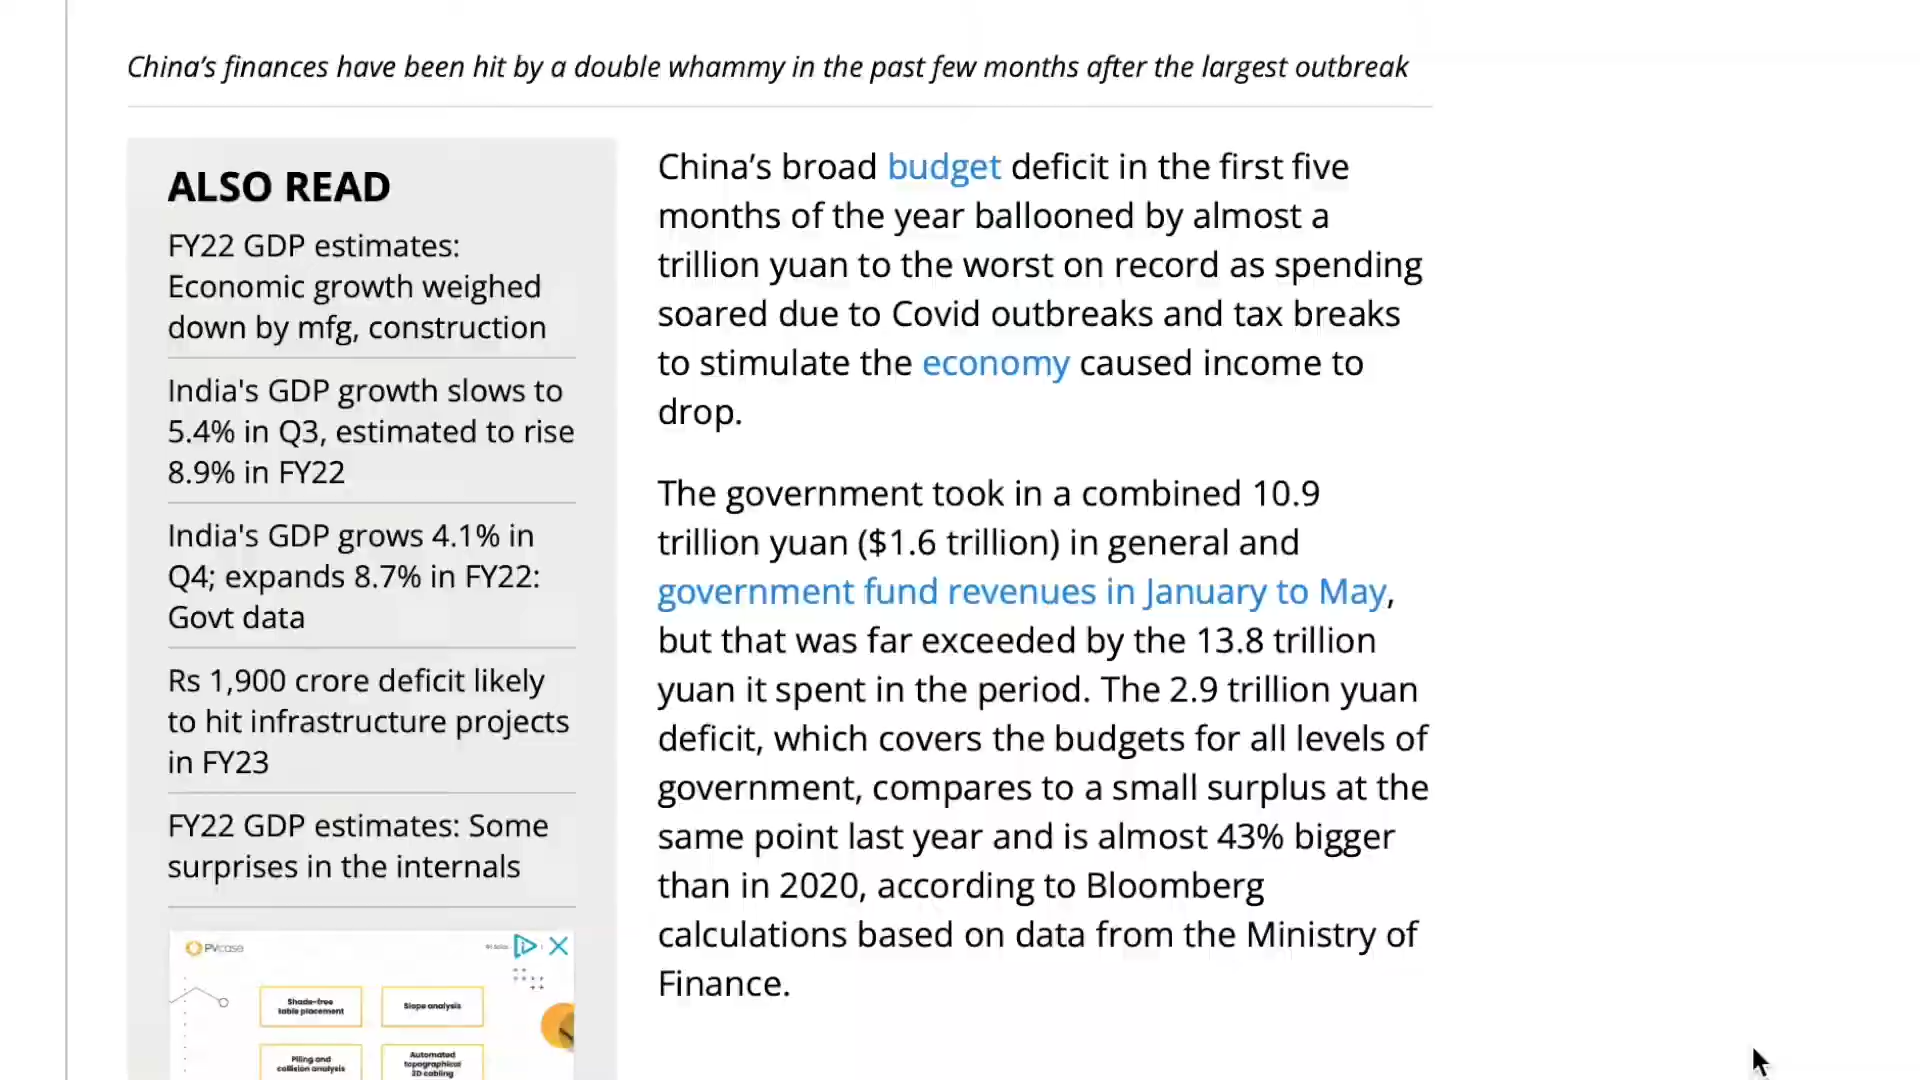 China's finances have been hit by a double whammy in the past few months after the largest outbreak
ALSO READ
FY22 GDP estimates:
Economic growth weighed
down by mfg, construction
India's GDP growth slows to
5.4% in Q3, estimated to rise
8.9% in FY22
India's GDP grows 4.1% in
Q4; expands 8.7% in FY22:
Govt data
Rs 1,900 crore deficit likely
to hit infrastructure projects
in FY23
FY22 GDP estimates: Some
surprises in the internals
PVcase
Shade-free
table placement
Slope analysis
Piling and
collision analysis
Automated
topographical
2D cabling
China's broad budget deficit in the first five
months of the year ballooned by almost a
trillion yuan to the worst on record as spending
soared due to Covid outbreaks and tax breaks
to stimulate the economy caused income to
drop.
The government took in a combined 10.9
trillion yuan ($1.6 trillion) in general and
government fund revenues in January to May,
but that was far exceeded by the 13.8 trillion
yuan it spent in the period. The 2.9 trillion yuan
deficit, which covers the budgets for all levels of
government, compares to a small surplus at the
same point last year and is almost 43% bigger
than in 2020, according to Bloomberg
calculations based on data from the Ministry of
Finance.